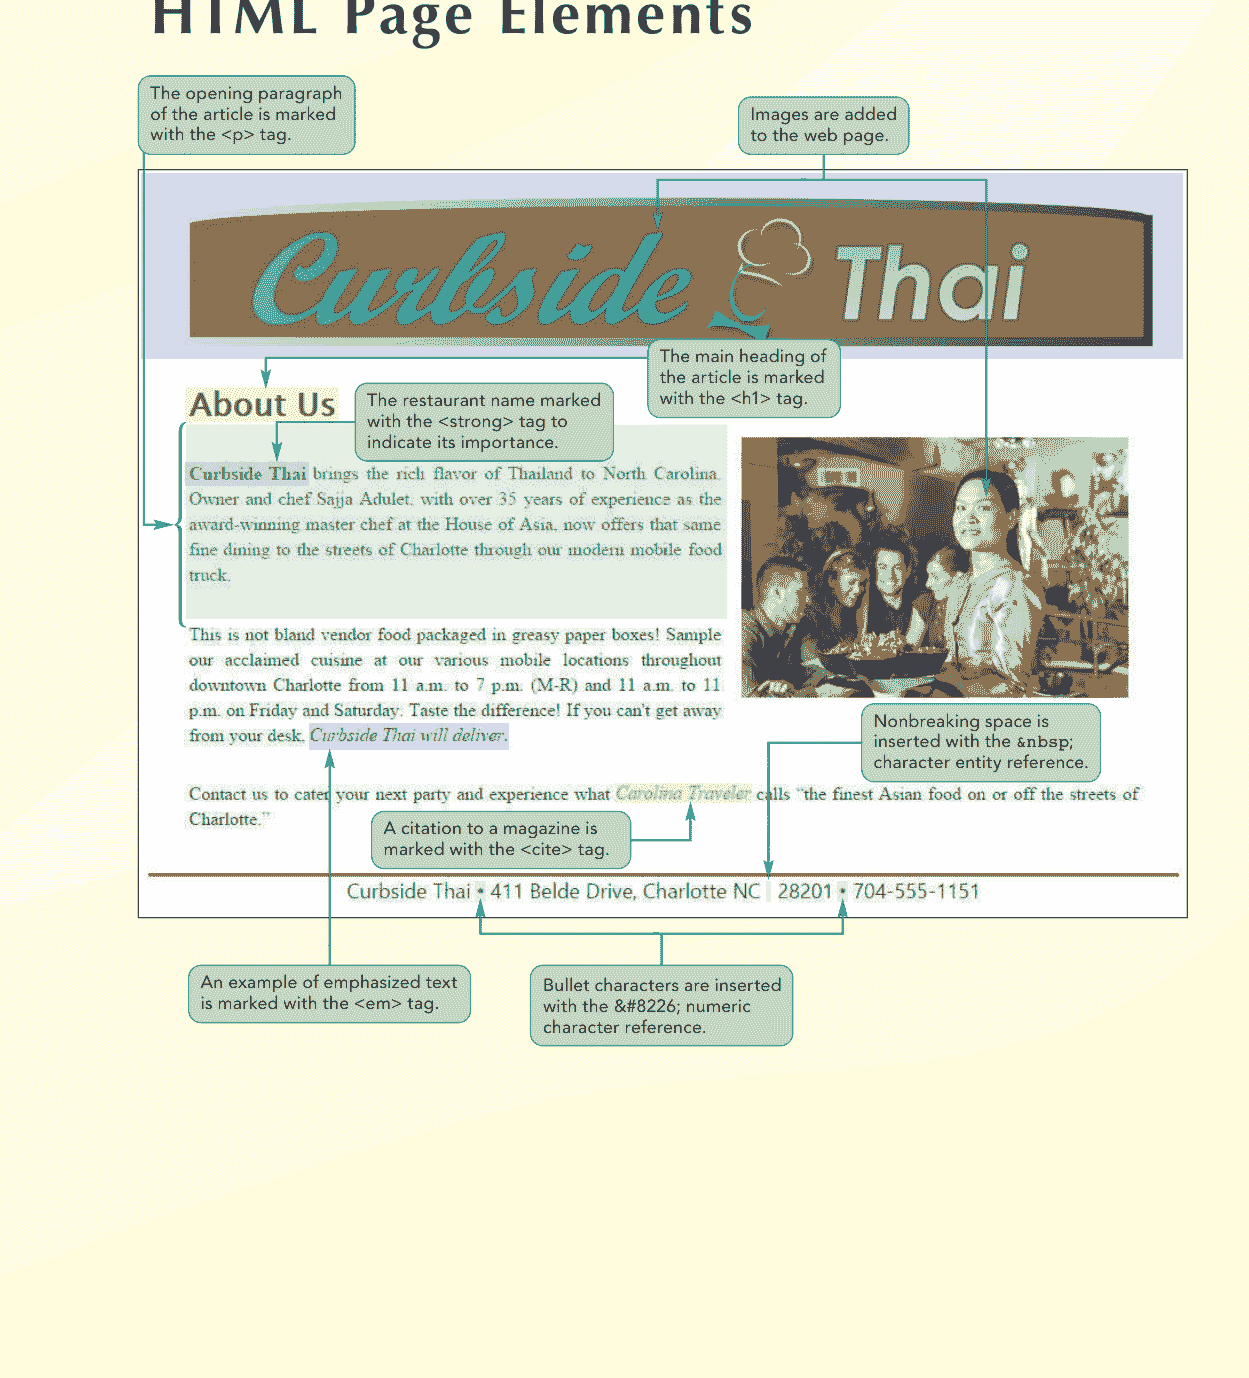 HTML Page Elements
The opening paragraph
of the article is marked
with the <p> tag.
Images are added
to the web page.
Curbside Thai
The main heading of
the article is marked
with the <h1> tag.
About Us
The restaurant name marked
with the <strong> tag to
indicate its importance.
Curbside Thai brings the rich flavor of Thailand to North Carolina.
Owner and chef Sajja Adulet, with over 35 years of experience as the
award-winning master chef at the House of Asia, now offers that same
fine dining to the streets of Charlotte through our modern mobile food
truck.
This is not bland vendor food packaged in greasy paper boxes! Sample
our acclaimed cuisine at our various mobile locations throughout
downtown Charlotte from 11 a.m. to 7 p.m. (M-R) and 11 a.m. to 11
p.m. on Friday and Saturday. Taste the difference! If you can't get away
from your desk, Curbside Thai will deliver.
Nonbreaking space is
inserted with the &nbsp;
character entity reference.
Contact us to cater your next party and experience what Carolina Traveler calls "the finest Asian food on or off the streets of
Charlotte."
A citation to a magazine is
marked with the <cite> tag.
Curbside Thai • 411 Belde Drive, Charlotte NC 28201 • 704-555-1151
An example of emphasized text
is marked with the <em> tag.
Bullet characters are inserted
with the &#8226; numeric
character reference.